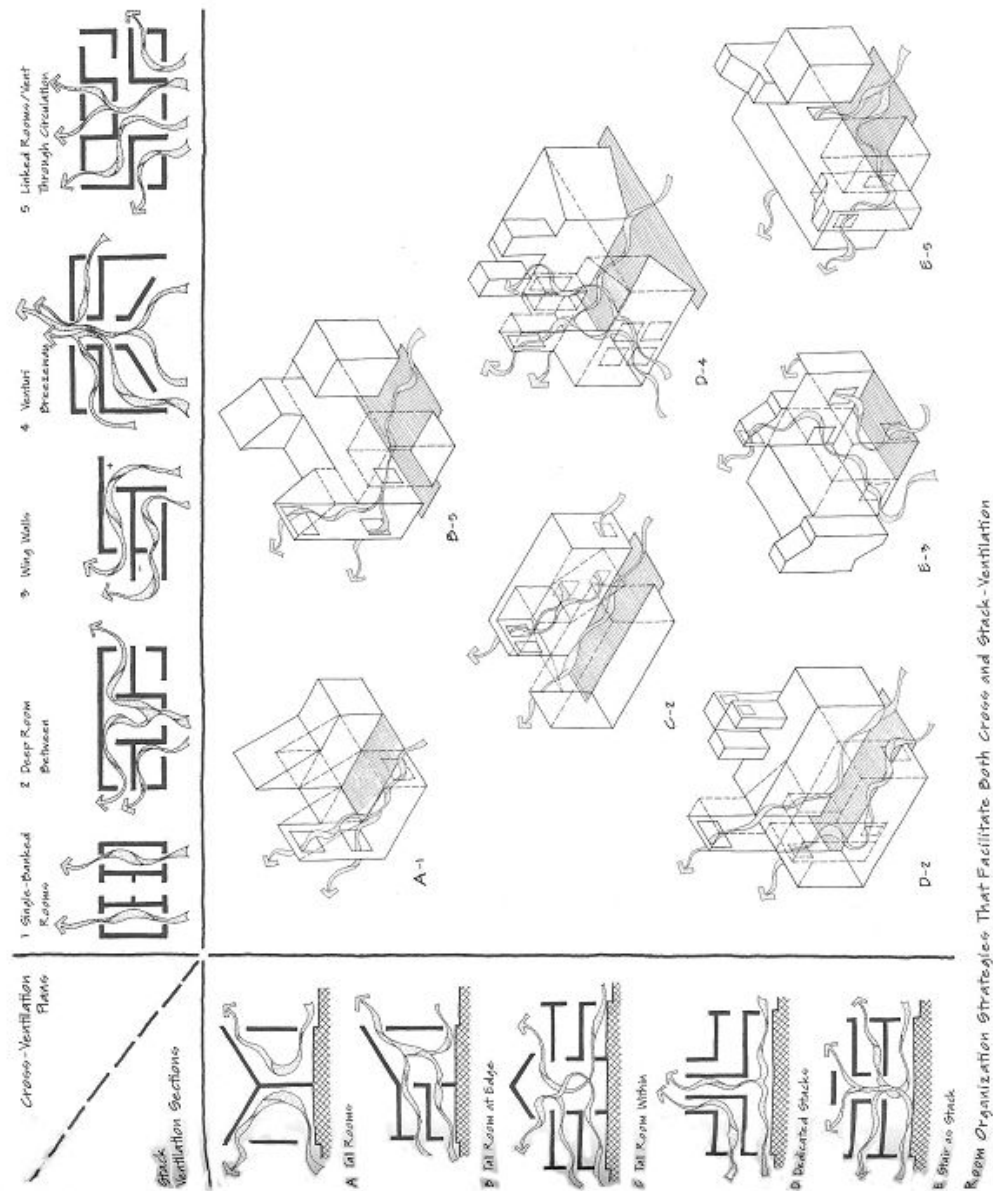 Cross-Ventilation
Plans
Stack
Ventilation Sections
1 Single-Banked
Rooms
2 Deep Room
Between
3 Wing Walls
4 Venturi
Breezeway
5 Linked Rooms/Vent
Through Circulation
A Tall Rooms
B Tall Room at Edge
C Tall Room Within
D Dedicated Stacks
E Stair as Stack
+
-
A-1
B-5
C-2
D-2
D-4
E-3
E-5
Room Organization Strategies That Facilitate Both Cross and Stack-Ventilation